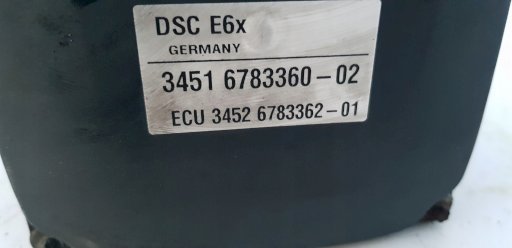 DSC E6x
GERMANY
3451 6783360-02
ECU 3452 6783362-01